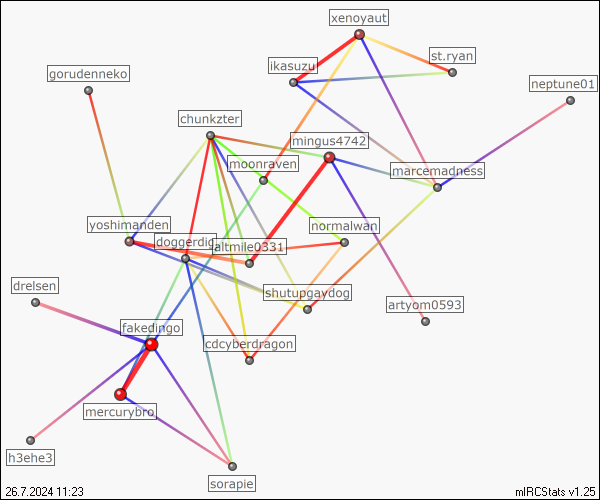 xenoyaut
st.ryan
ikasuzu
gorudenneko
neptune01
chunkzter
mingus4742
moonraven
marcemadness
yoshimanden
normalwan
doggerdig
altmile0331
drelsen
shutupgaydog
artyom0593
fakedingo
cdcyberdragon
mercurybro
h3ehe3
sorapie
26.7.2024 11:23
mIRCStats v1.25